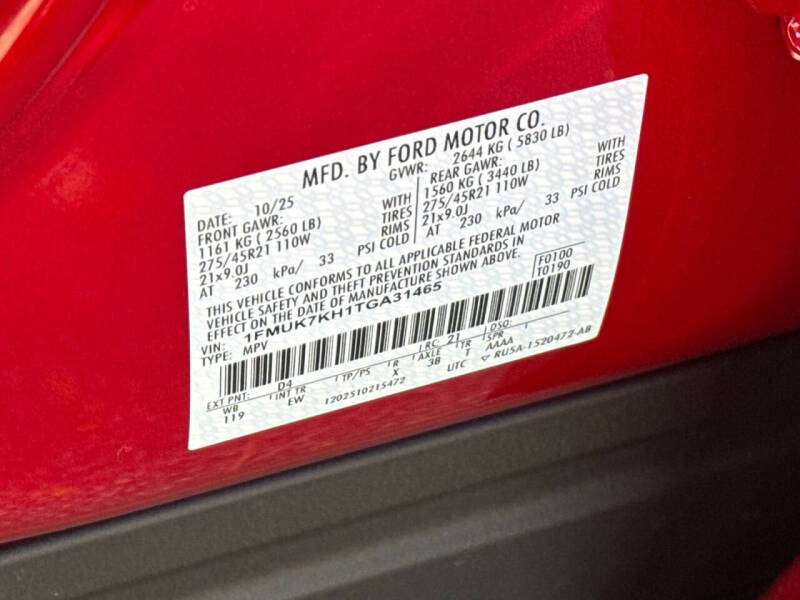 MFD. BY FORD MOTOR CO.
DATE: 10/25 GVWR: 2644 KG ( 5830 LB)
FRONT GAWR: WITH REAR GAWR: WITH
1161 KG ( 2560 LB) TIRES 1560 KG ( 3440 LB) TIRES
275/45R21 110W RIMS 275/45R21 110W RIMS
21x9.0J PSI COLD 21x9.0J PSI COLD
AT 230 kPa/ 33 AT 230 kPa/ 33
THIS VEHICLE CONFORMS TO ALL APPLICABLE FEDERAL MOTOR
VEHICLE SAFETY AND THEFT PREVENTION STANDARDS IN
EFFECT ON THE DATE OF MANUFACTURE SHOWN ABOVE.
VIN: 1FMUK7KH1TGA31465 F0100
TYPE: MPV T0190
EXT PNT: D4 LRC: 21 DSO:
WB INT TR TP/PS R AXLE TR SPR
119 EW X 3B T AAAA
1202510215472 UTC ▽ RU5A-1520472-AB